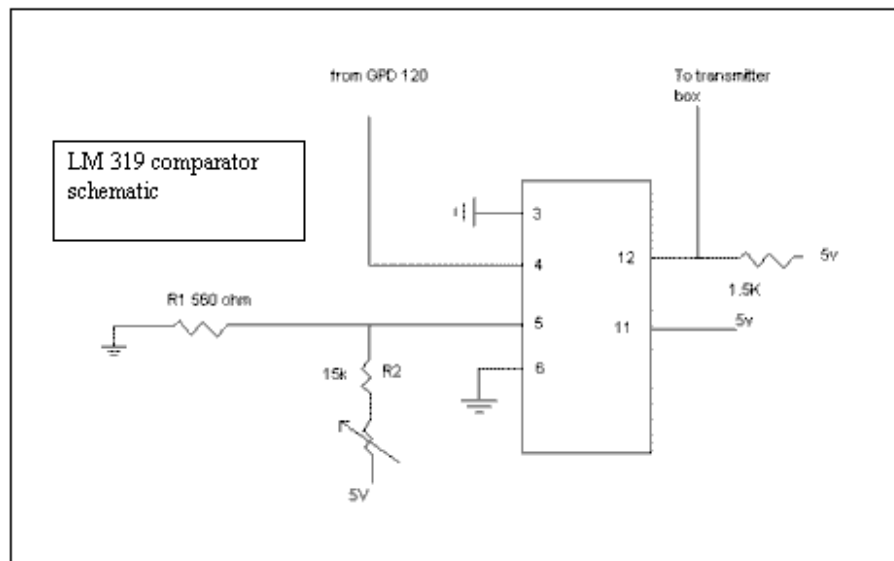 from GPD 120
To transmitter
box
LM 319 comparator
schematic
3
4
12
5v
1.5K
R1 560 ohm
5
11
5v
15k
R2
6
5V